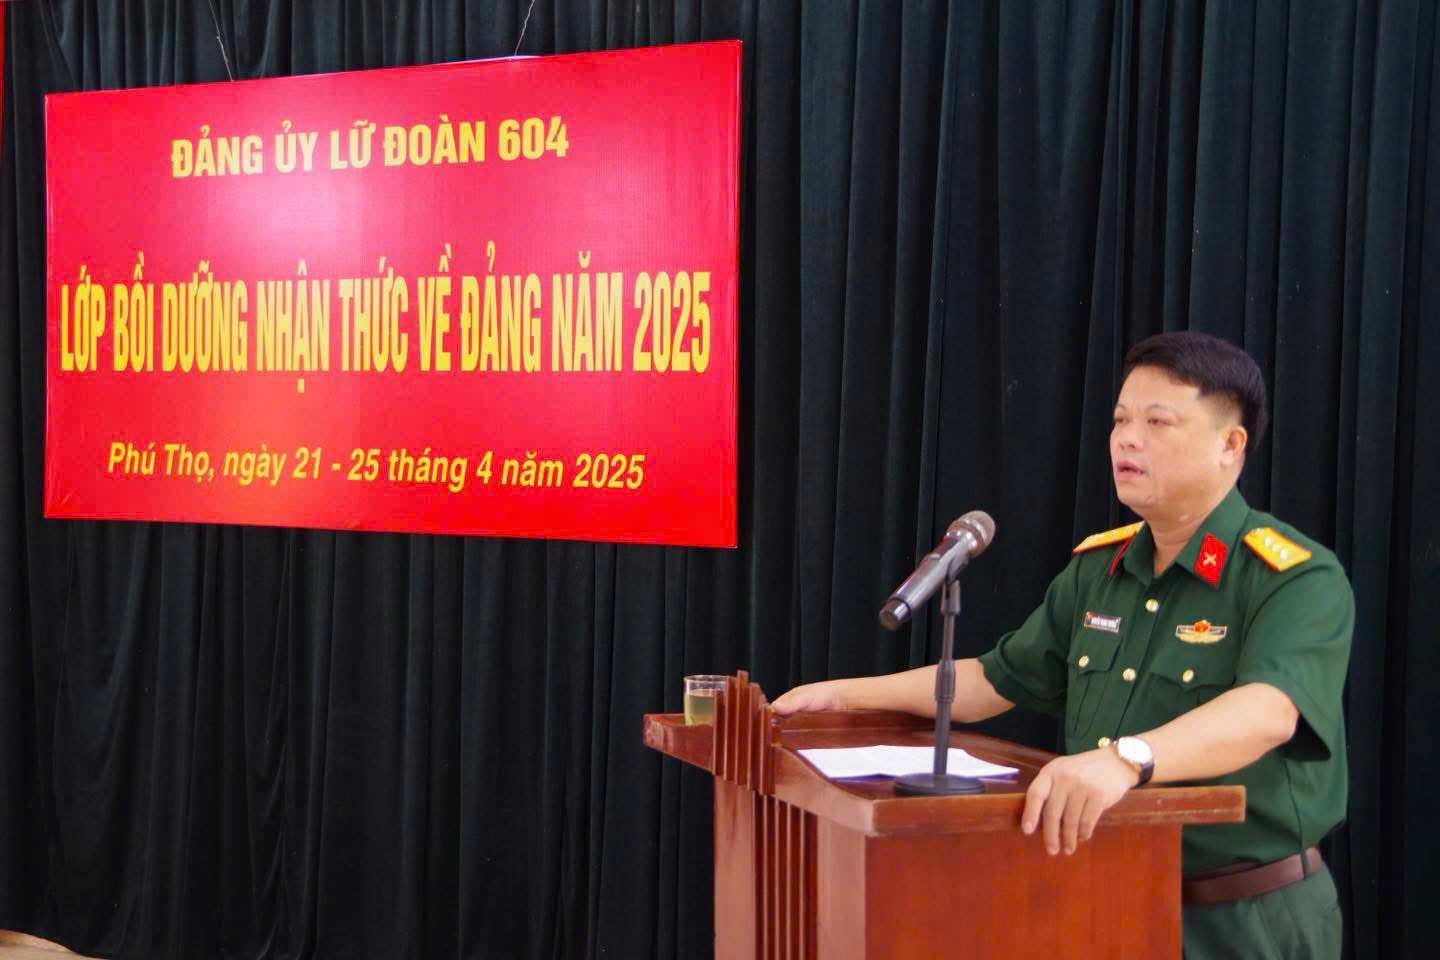 ĐẢNG ỦY LỮ ĐOÀN 604
LỚP BỒI DƯỠNG NHẬN THỨC VỀ ĐẢNG NĂM 2025
Phú Thọ, ngày 21 - 25 tháng 4 năm 2025